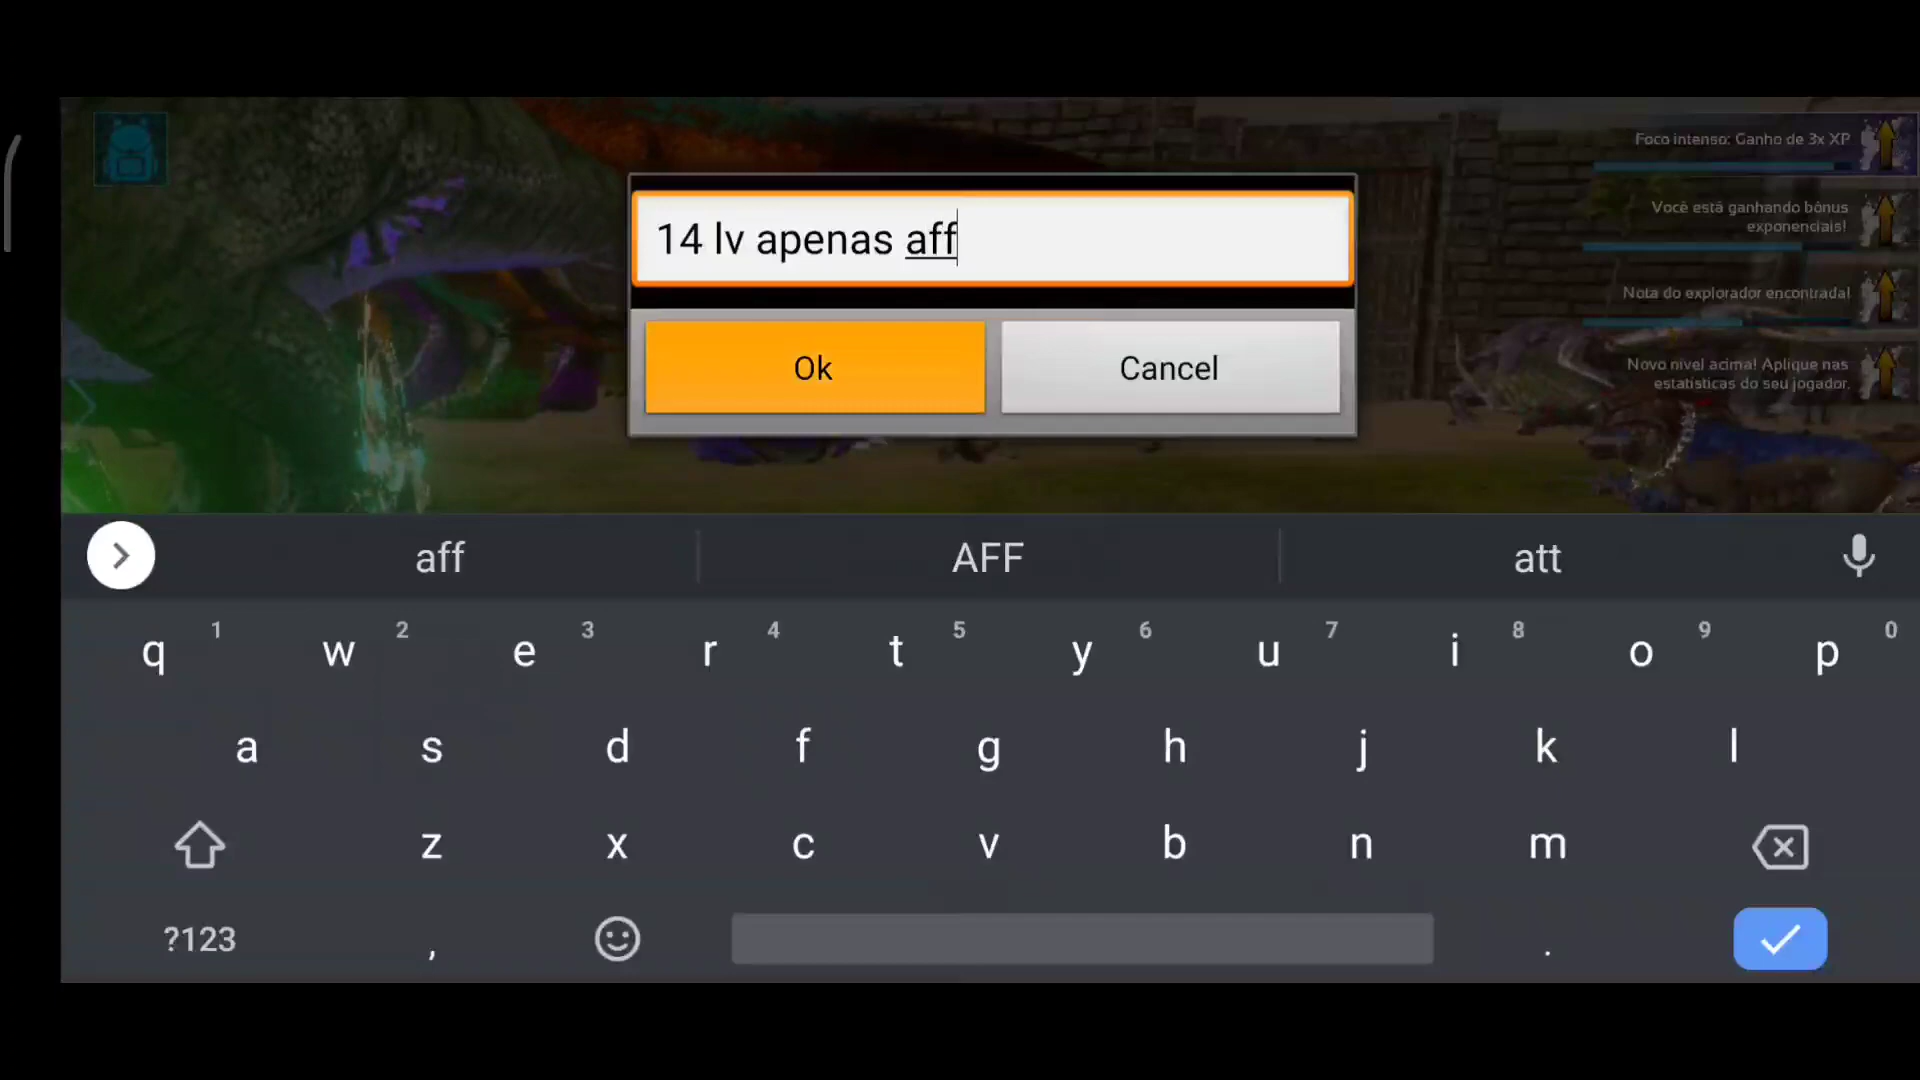 Foco intenso: Ganho de 3x XP
Você está ganhando bônus
exponenciais!
Nota do explorador encontrada!
Novo nível acima! Aplique nas
estatísticas do seu jogador.
14 lv apenas aff
Ok
Cancel
aff
AFF
att
q 1 w 2 e 3 r 4 t 5 y 6 u 7 i 8 o 9 p 0
a s d f g h j k l
z x c v b n m
?123 , .